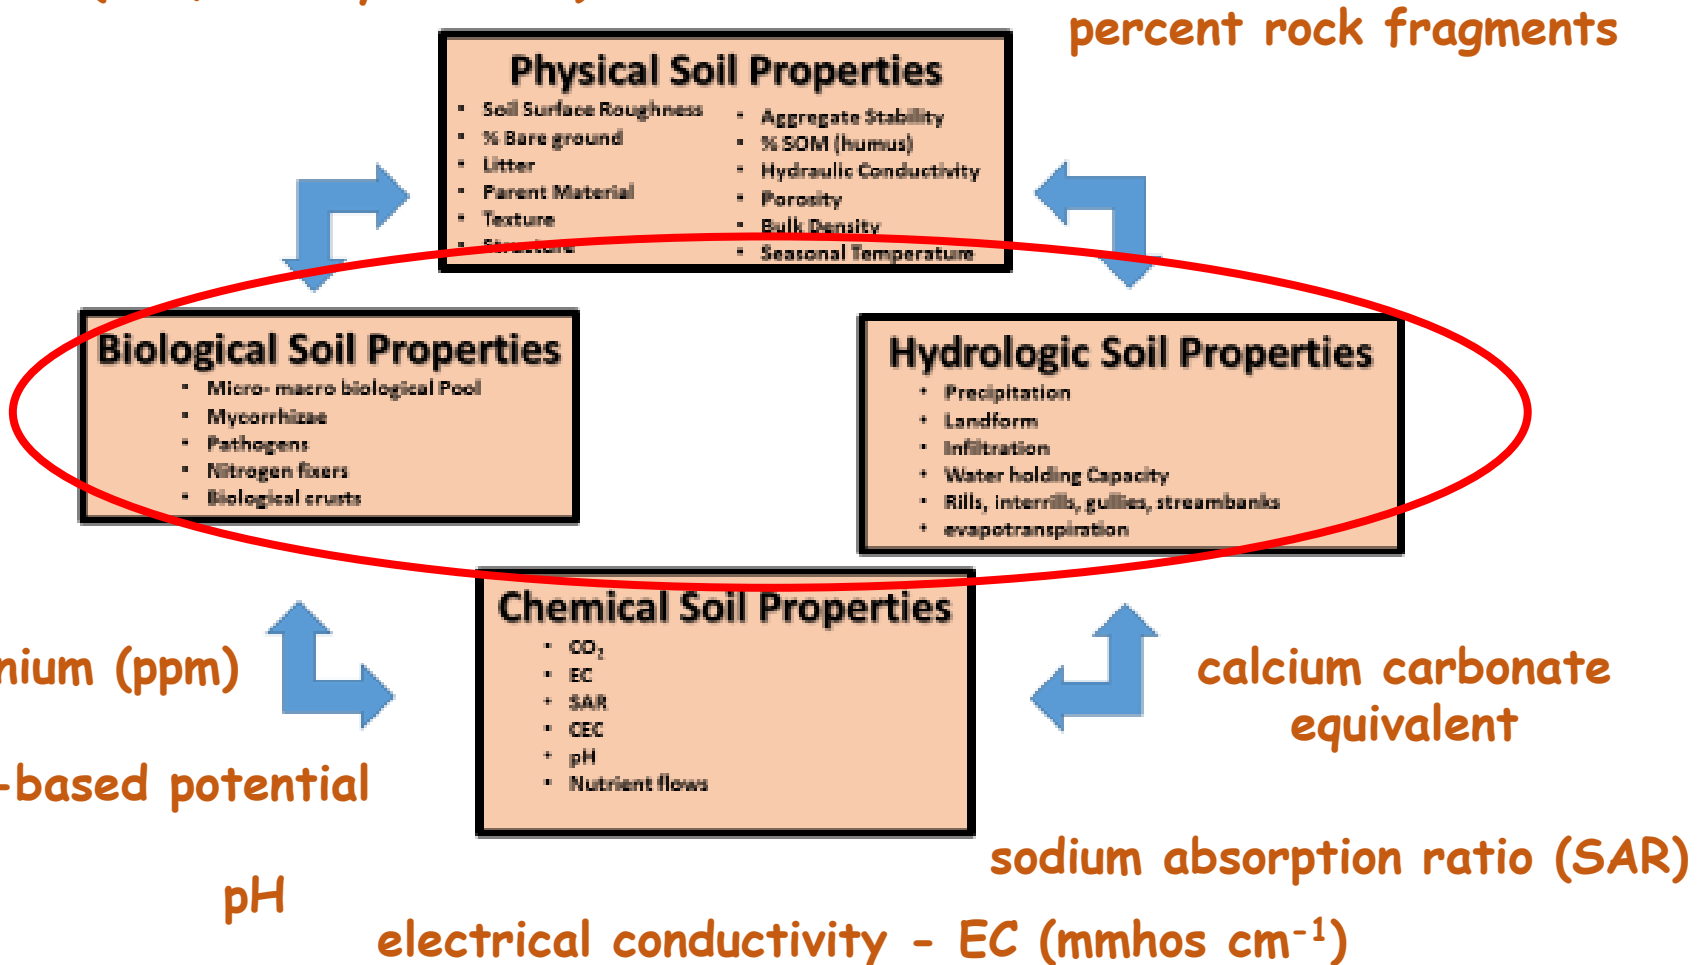 percent rock fragments
Physical Soil Properties
• Soil Surface Roughness
• % Bare ground
• Litter
• Parent Material
• Texture
• Structure
• Aggregate Stability
• % SOM (humus)
• Hydraulic Conductivity
• Porosity
• Bulk Density
• Seasonal Temperature
Biological Soil Properties
• Micro- macro biological Pool
• Mycorrhizae
• Pathogens
• Nitrogen fixers
• Biological crusts
Hydrologic Soil Properties
• Precipitation
• Landform
• Infiltration
• Water holding Capacity
• Rills, interrills, gullies, streambanks
• evapotranspiration
Chemical Soil Properties
• CO₂
• EC
• SAR
• CEC
• pH
• Nutrient flows
nium (ppm)
calcium carbonate
equivalent
-based potential
sodium absorption ratio (SAR)
pH
electrical conductivity - EC (mmhos cm⁻¹)